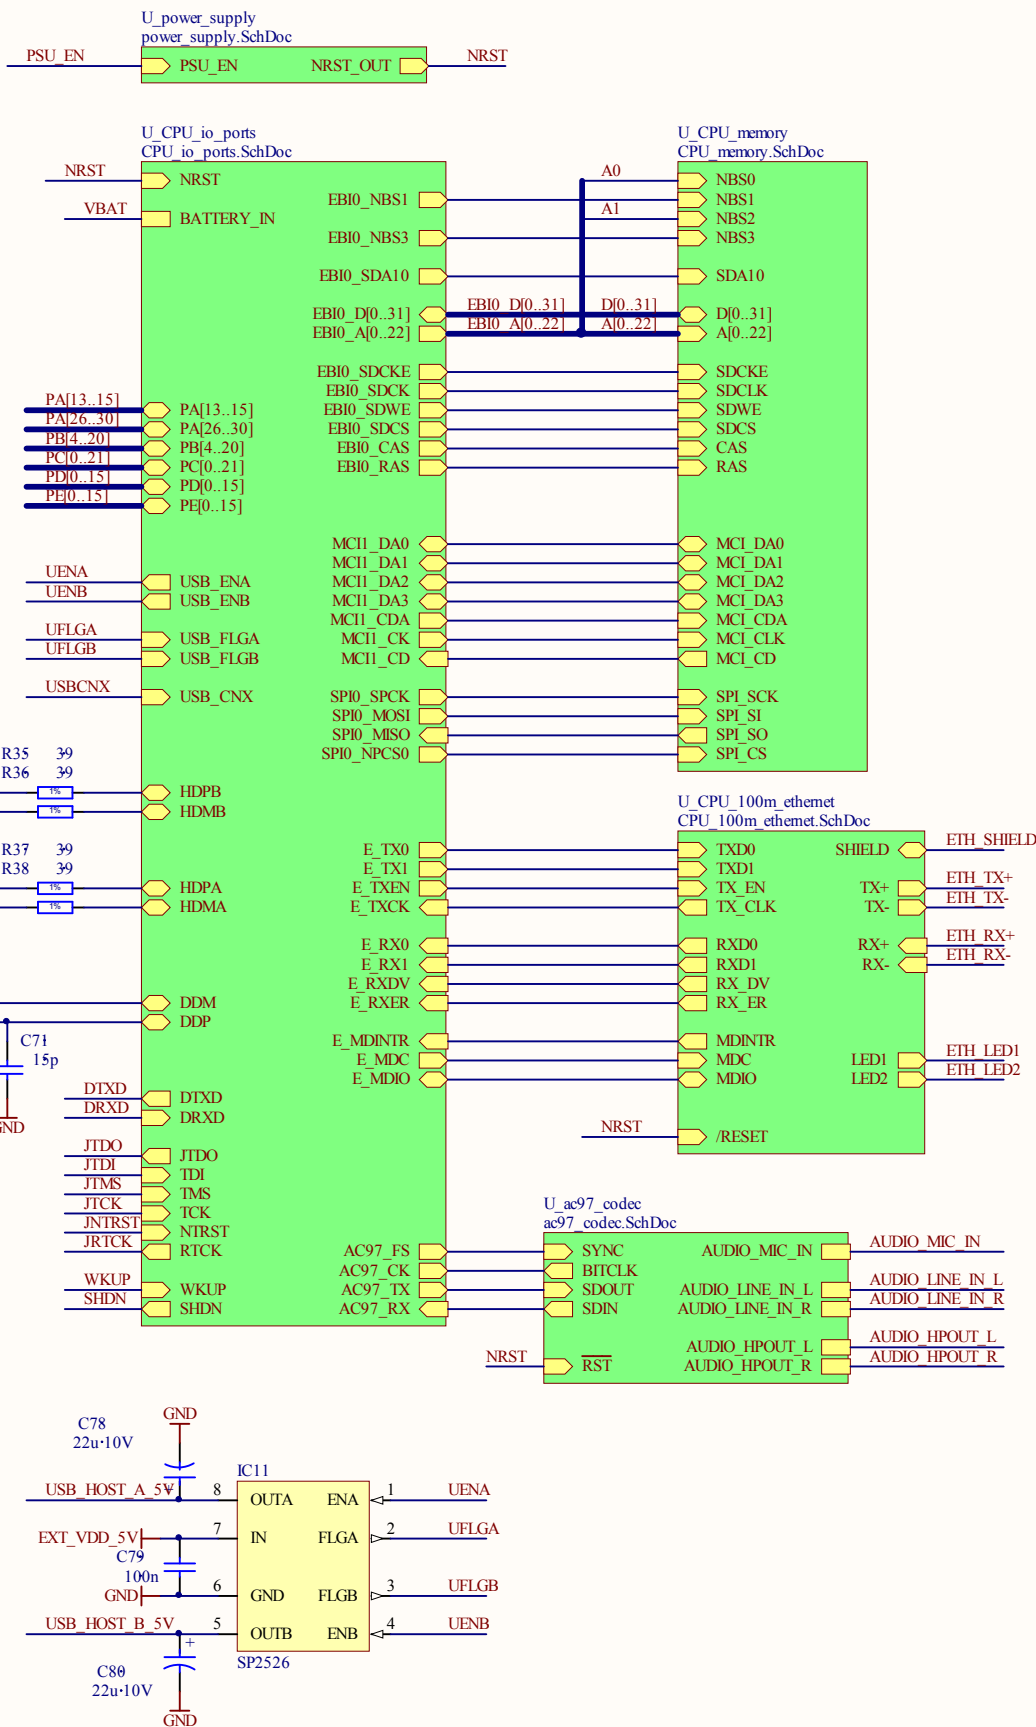 U_power_supply
power_supply.SchDoc
PSU_EN
PSU_EN
NRST_OUT
NRST
U_CPU_io_ports
CPU_io_ports.SchDoc
NRST
NRST
VBAT
BATTERY_IN
EBI0_NBS1
EBI0_NBS3
EBI0_SDA10
EBI0_D[0..31]
EBI0_A[0..22]
EBI0_D[0..31]
EBI0_A[0..22]
D[0..31]
A[0..22]
A0
A1
U_CPU_memory
CPU_memory.SchDoc
NBS0
NBS1
NBS2
NBS3
SDA10
D[0..31]
A[0..22]
EBI0_SDCKE
EBI0_SDCK
EBI0_SDWE
EBI0_SDCS
EBI0_CAS
EBI0_RAS
SDCKE
SDCLK
SDWE
SDCS
CAS
RAS
PA[13..15]
PA[26..30]
PB[4..20]
PC[0..21]
PD[0..15]
PE[0..15]
PA[13..15]
PA[26..30]
PB[4..20]
PC[0..21]
PD[0..15]
PE[0..15]
MCI1_DA0
MCI1_DA1
MCI1_DA2
MCI1_DA3
MCI1_CDA
MCI1_CK
MCI1_CD
MCI_DA0
MCI_DA1
MCI_DA2
MCI_DA3
MCI_CDA
MCI_CLK
MCI_CD
UENA
UENB
USB_ENA
USB_ENB
UFLGA
UFLGB
USB_FLGA
USB_FLGB
USBCNX
USB_CNX
SPI0_SPCK
SPI0_MOSI
SPI0_MISO
SPI0_NPCS0
SPI_SCK
SPI_SI
SPI_SO
SPI_CS
R35 39
R36 39
1%
1%
HDPB
HDMB
R37 39
R38 39
1%
1%
HDPA
HDMA
U_CPU_100m_ethernet
CPU_100m_ethernet.SchDoc
E_TX0
E_TX1
E_TXEN
E_TXCK
TXD0
TXD1
TX_EN
TX_CLK
SHIELD
TX+
TX-
ETH_SHIELD
ETH_TX+
ETH_TX-
E_RX0
E_RX1
E_RXDV
E_RXER
RXD0
RXD1
RX_DV
RX_ER
RX+
RX-
ETH_RX+
ETH_RX-
DDM
DDP
C71
15p
GND
E_MDINTR
E_MDC
E_MDIO
MDINTR
MDC
MDIO
LED1
LED2
ETH_LED1
ETH_LED2
NRST
/RESET
DTXD
DRXD
DTXD
DRXD
JTDO
JTDI
JTMS
JTCK
JNTRST
JRTCK
JTDO
TDI
TMS
TCK
NTRST
RTCK
WKUP
SHDN
WKUP
SHDN
U_ac97_codec
ac97_codec.SchDoc
AC97_FS
AC97_CK
AC97_TX
AC97_RX
SYNC
BITCLK
SDOUT
SDIN
NRST
RST
AUDIO_MIC_IN
AUDIO_LINE_IN_L
AUDIO_LINE_IN_R
AUDIO_HPOUT_L
AUDIO_HPOUT_R
AUDIO_MIC_IN
AUDIO_LINE_IN_L
AUDIO_LINE_IN_R
AUDIO_HPOUT_L
AUDIO_HPOUT_R
GND
C78
22u 10V
+
IC11
USB_HOST_A_5V
8
OUTA
ENA
1
UENA
EXT_VDD_5V
7
IN
FLGA
2
UFLGA
C79
100n
GND
6
GND
FLGB
3
UFLGB
USB_HOST_B_5V
5
OUTB
ENB
4
UENB
+
SP2526
C80
22u 10V
GND